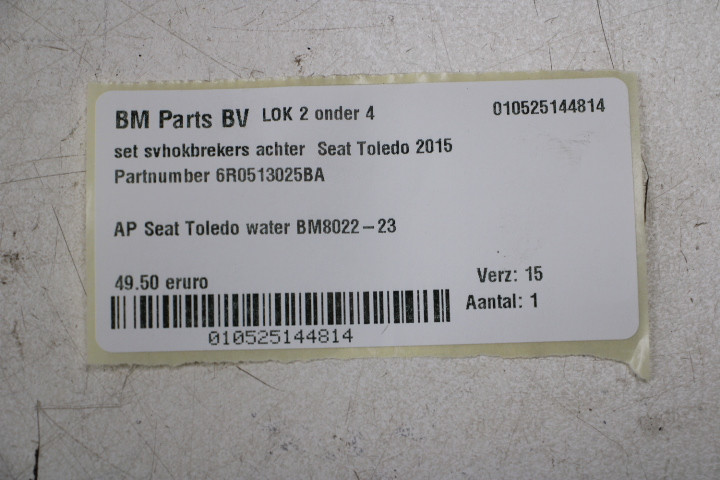 BM Parts BV LOK 2 onder 4 010525144814
set svhokbrekers achter Seat Toledo 2015
Partnumber 6R0513025BA
AP Seat Toledo water BM8022-23
49.50 eruro Verz: 15
Aantal: 1
010525144814